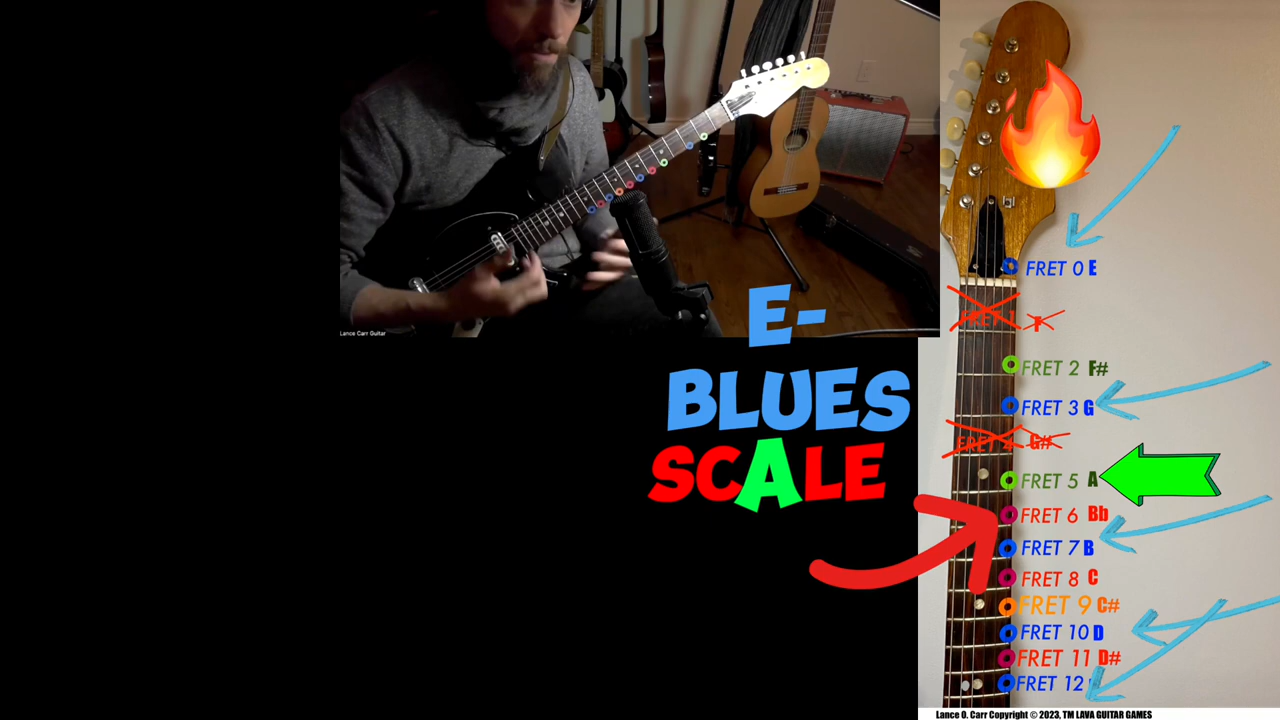 Lance Carr Guitar
E-
BLUES
SCALE
FRET 0 E
F
FRET 2 F#
FRET 3 G
G#
FRET 5 A
FRET 6 Bb
FRET 7 B
FRET 8 C
FRET 9 C#
FRET 10 D
FRET 11 D#
FRET 12
Lance O. Carr Copyright © 2023, TM LAVA GUITAR GAMES